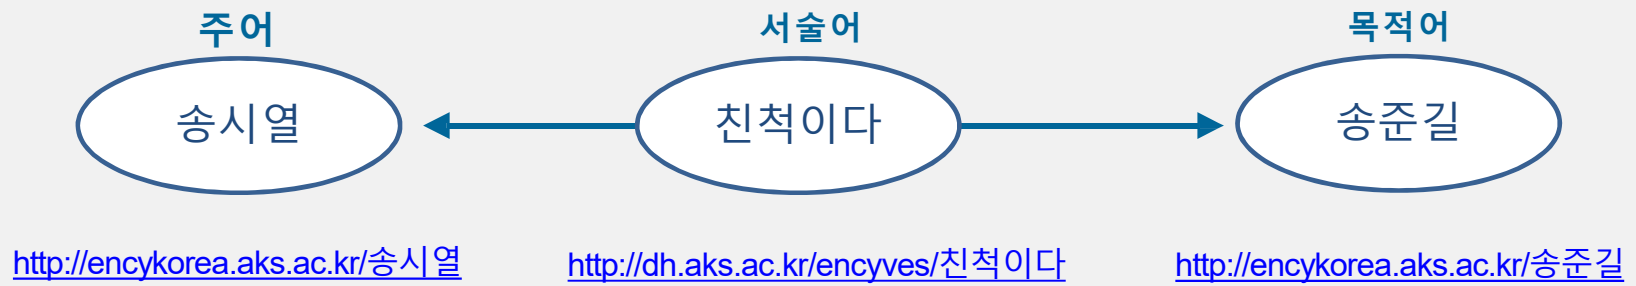 주어 서술어 목적어
송시열 친척이다 송준길
http://encykorea.aks.ac.kr/송시열 http://dh.aks.ac.kr/encyves/친척이다 http://encykorea.aks.ac.kr/송준길